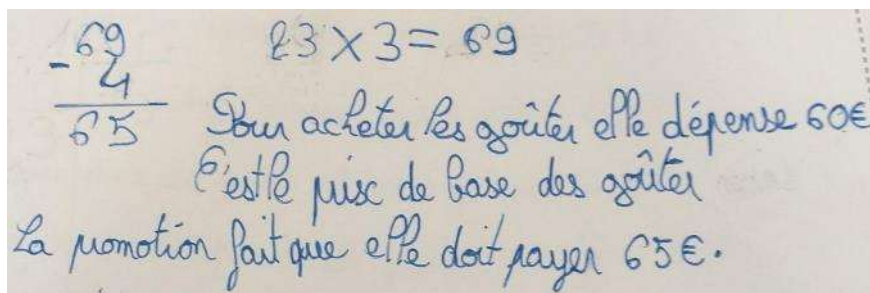 69 23 × 3 = 69
- 4
65 Pour acheter les goûter elle dépense 60€
C'est le prisc de base des goûter
La promotion fait que elle doit payer 65€.